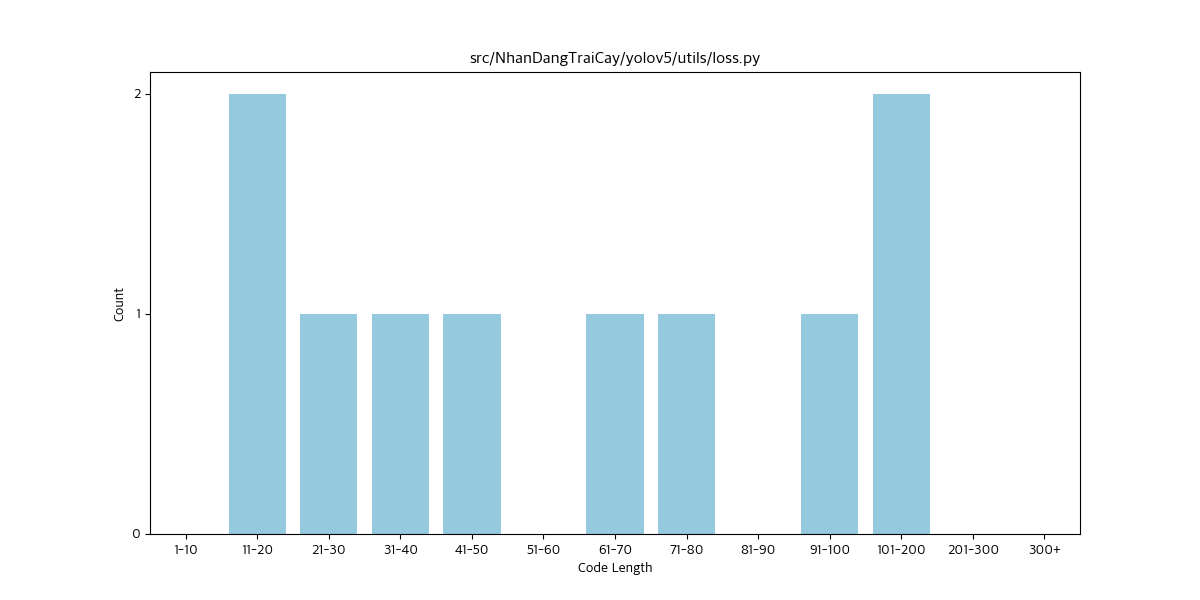 src/NhanDangTraiCay/yolov5/utils/loss.py
2
1
0
Count
1-10 11-20 21-30 31-40 41-50 51-60 61-70 71-80 81-90 91-100 101-200 201-300 300+
Code Length